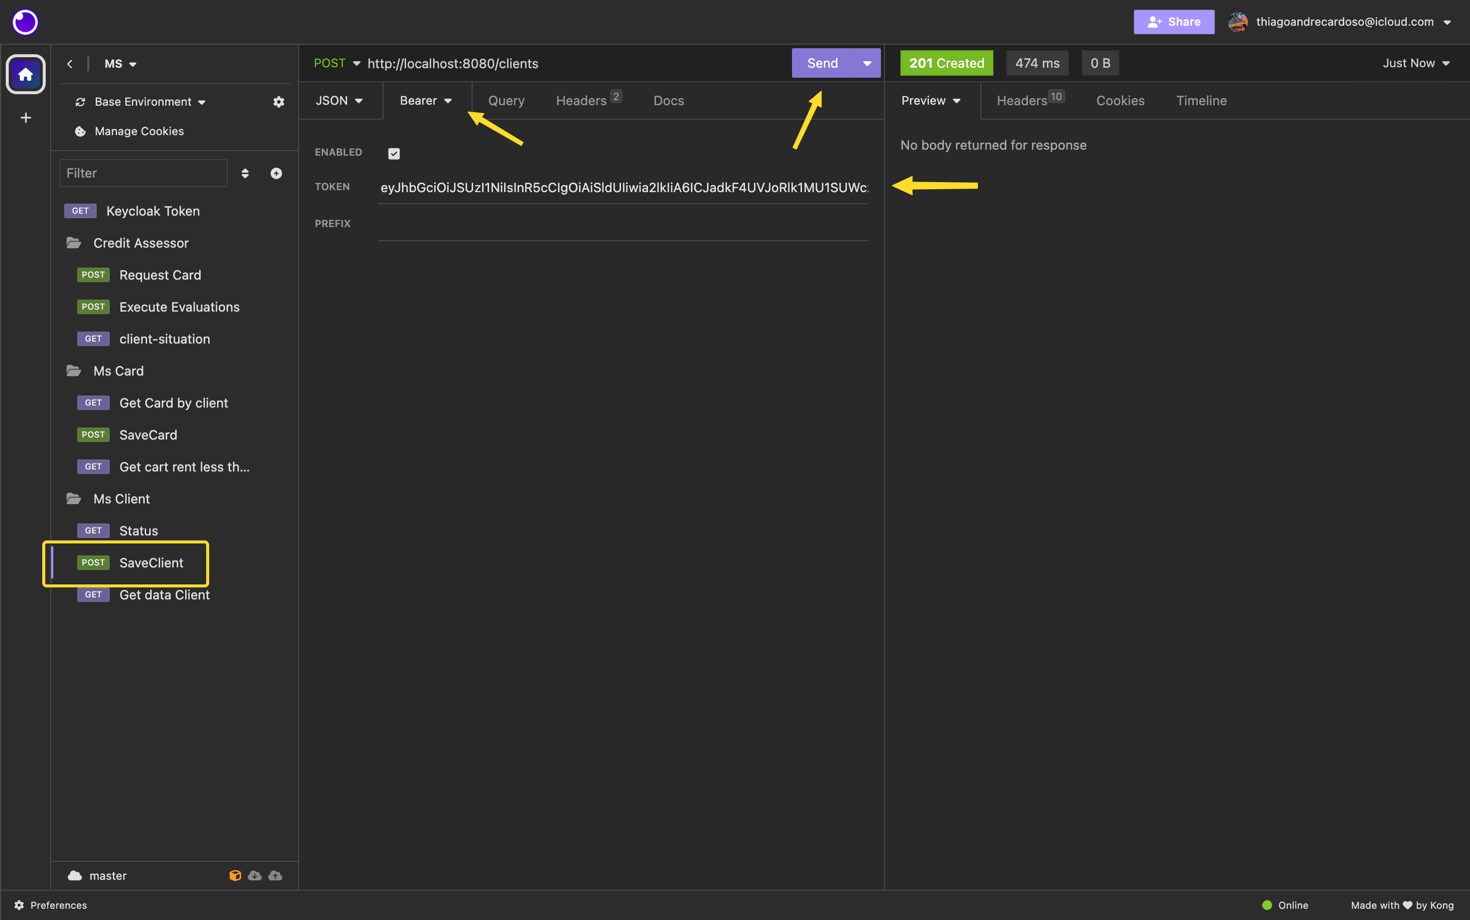 Share
thiagoandrecardoso@icloud.com
MS
POST
http://localhost:8080/clients
Send
201 Created
474 ms
0 B
Just Now
Base Environment
JSON
Bearer
Query
Headers 2
Docs
Preview
Headers 10
Cookies
Timeline
Manage Cookies
No body returned for response
ENABLED
Filter
TOKEN
PREFIX
GET Keycloak Token
Credit Assessor
POST Request Card
POST Execute Evaluations
GET client-situation
Ms Card
GET Get Card by client
POST SaveCard
GET Get cart rent less th...
Ms Client
GET Status
POST SaveClient
GET Get data Client
master
Preferences
Online
Made with ♥ by Kong